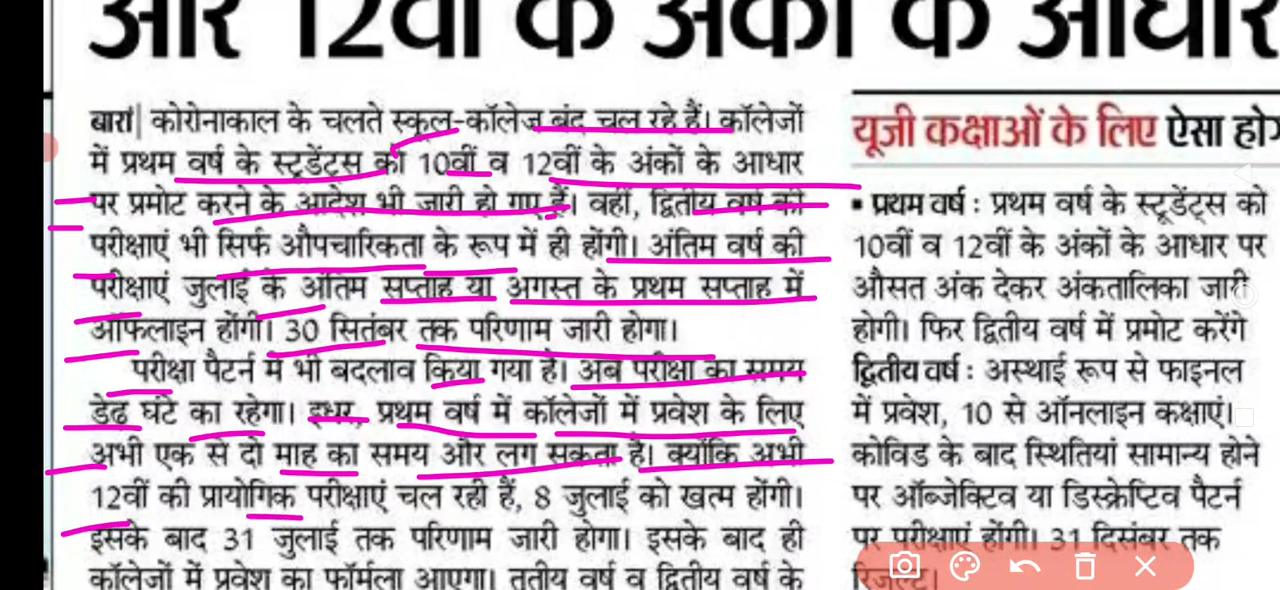 और 12वीं के अंकों के आधार
बारां| कोरोनाकाल के चलते स्कूल-कॉलेज बंद चल रहे हैं। कॉलेजों
में प्रथम वर्ष के स्टूडेंट्स को 10वीं व 12वीं के अंकों के आधार
पर प्रमोट करने के आदेश भी जारी हो गए हैं। वहीं, द्वितीय वर्ष की
परीक्षाएं भी सिर्फ औपचारिकता के रूप में ही होंगी। अंतिम वर्ष की
परीक्षाएं जुलाई के अंतिम सप्ताह या अगस्त के प्रथम सप्ताह में
ऑफलाइन होंगी। 30 सितंबर तक परिणाम जारी होगा।
परीक्षा पैटर्न में भी बदलाव किया गया है। अब परीक्षा का समय
डेढ घंटे का रहेगा। इधर, प्रथम वर्ष में कॉलेजों में प्रवेश के लिए
अभी एक से दो माह का समय और लग सकता है। क्योंकि अभी
12वीं की प्रायोगिक परीक्षाएं चल रही हैं, 8 जुलाई को खत्म होंगी।
इसके बाद 31 जुलाई तक परिणाम जारी होगा। इसके बाद ही
कॉलेजों में प्रवेश का फॉर्मूला आएगा। तृतीय वर्ष व द्वितीय वर्ष के
यूजी कक्षाओं के लिए ऐसा
▪ प्रथम वर्ष : प्रथम वर्ष के स्टूडेंट्स को
10वीं व 12वीं के अंकों के आधार पर
औसत अंक देकर अंकतालिका जारी
होगी। फिर द्वितीय वर्ष में प्रमोट करेंगे
द्वितीय वर्ष : अस्थाई रूप से फाइनल
में प्रवेश, 10 से ऑनलाइन कक्षाएं।
कोविड के बाद स्थितियां सामान्य होने
पर ऑब्जेक्टिव या डिस्क्रेप्टिव पैटर्न
पर परीक्षाएं होंगी। 31 दिसंबर तक
रिजल्ट।